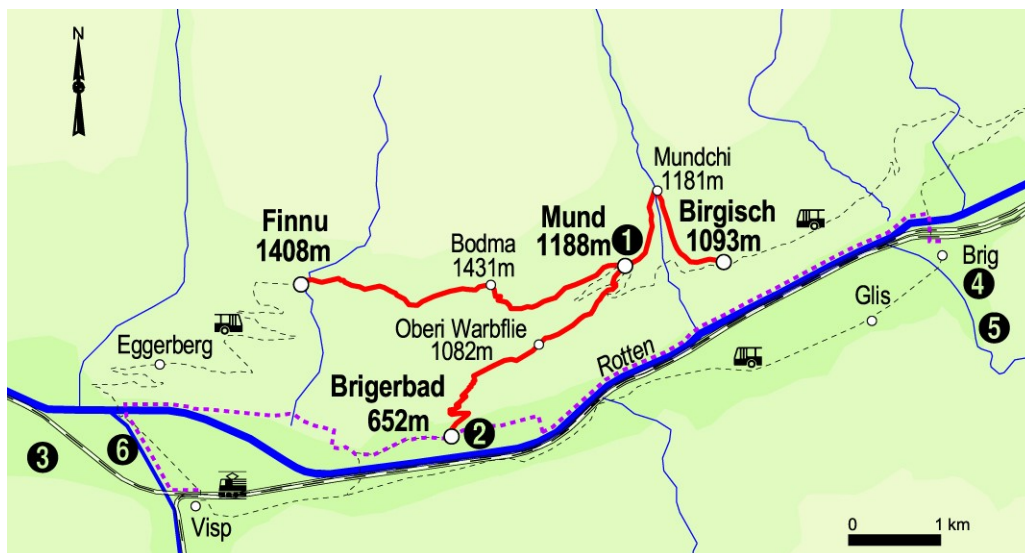 N
Mundchi
1181m
Finnu
1408m
Mund
1188m
1
Birgisch
1093m
Bodma
1431m
Brig
4
Glis
5
Oberi Warbflie
1082m
Eggerberg
Rotten
Brigerbad
652m
2
3
6
Visp
0 1 km